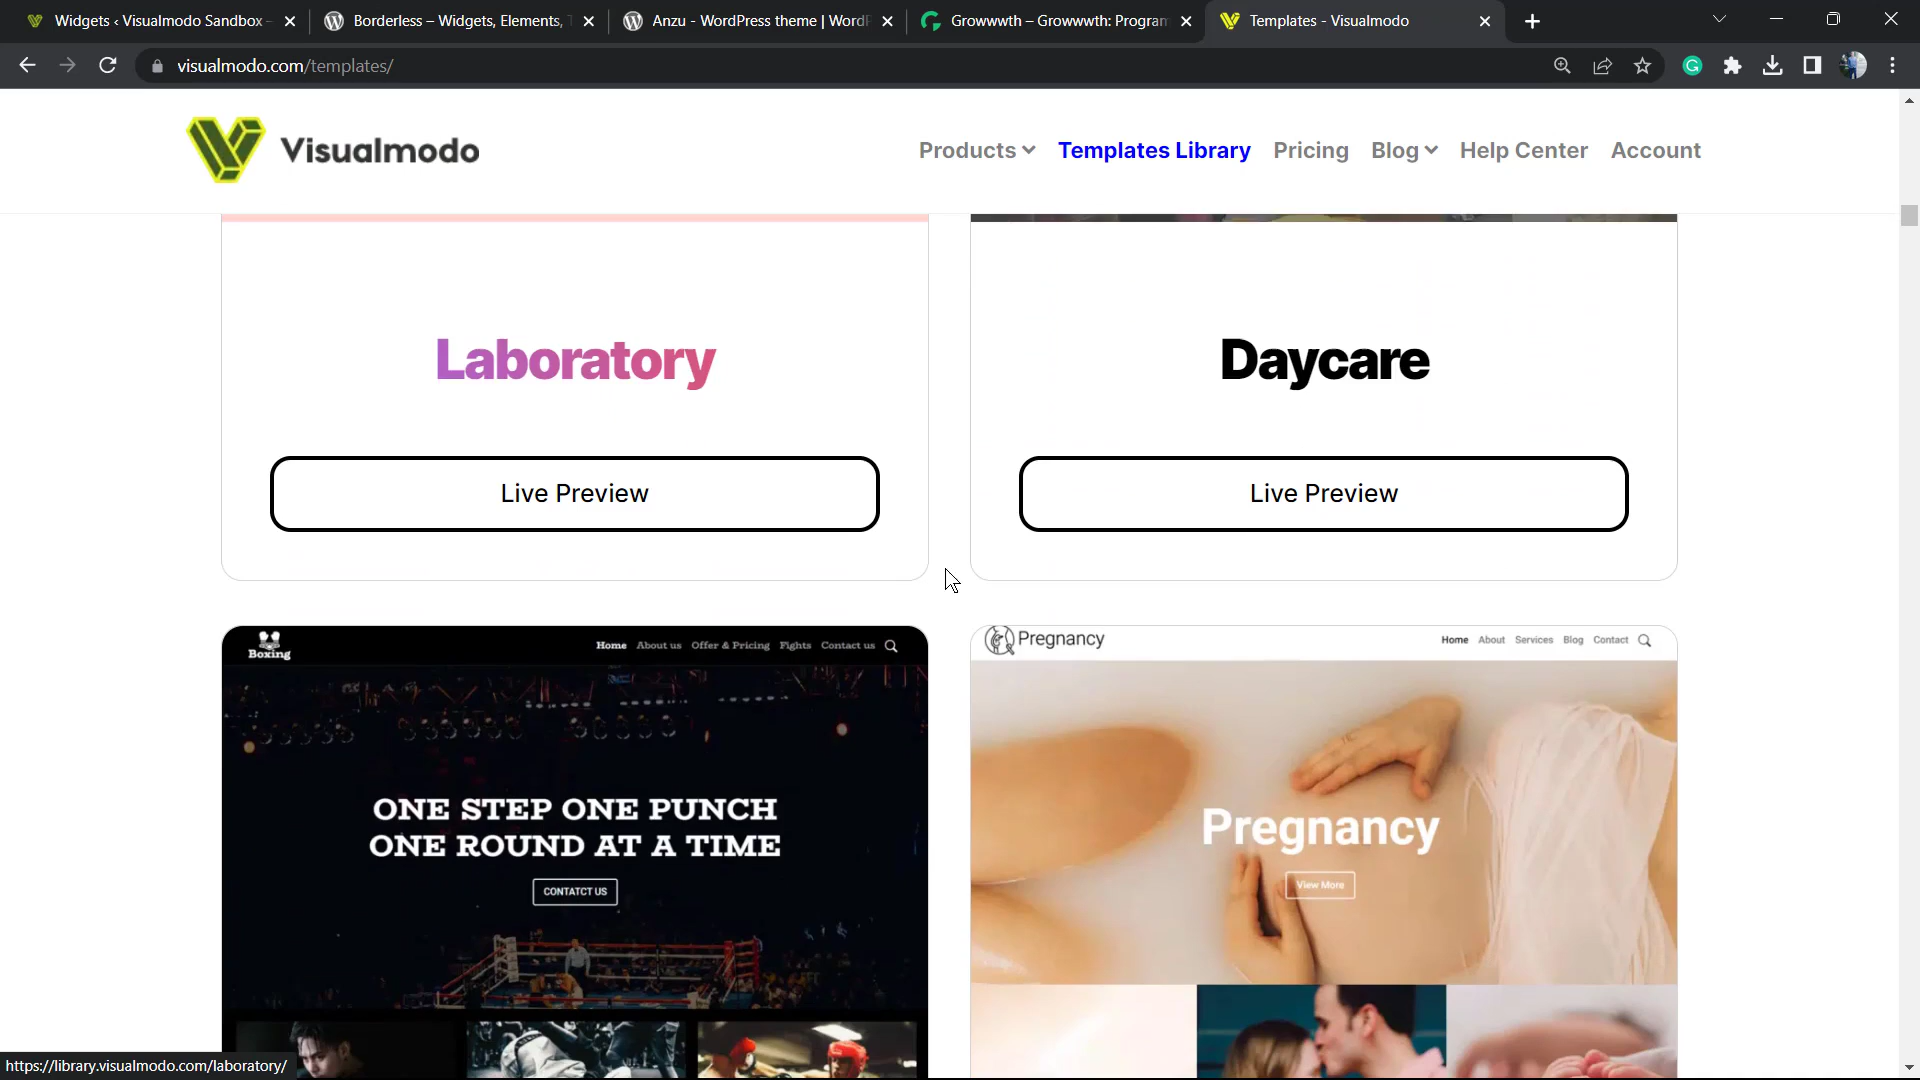 Widgets ‹ Visualmodo Sandbox –
Borderless – Widgets, Elements,
Anzu - WordPress theme | WordP
Growwwth – Growwwth: Program
Templates - Visualmodo
visualmodo.com/templates/
Visualmodo
Products
Templates Library
Pricing
Blog
Help Center
Account
Laboratory
Daycare
Live Preview
Live Preview
Boxing
Home About us Offer & Pricing Fights Contact us
ONE STEP ONE PUNCH
ONE ROUND AT A TIME
CONTATCT US
Pregnancy
Home About Services Blog Contact
Pregnancy
View More
https://library.visualmodo.com/laboratory/